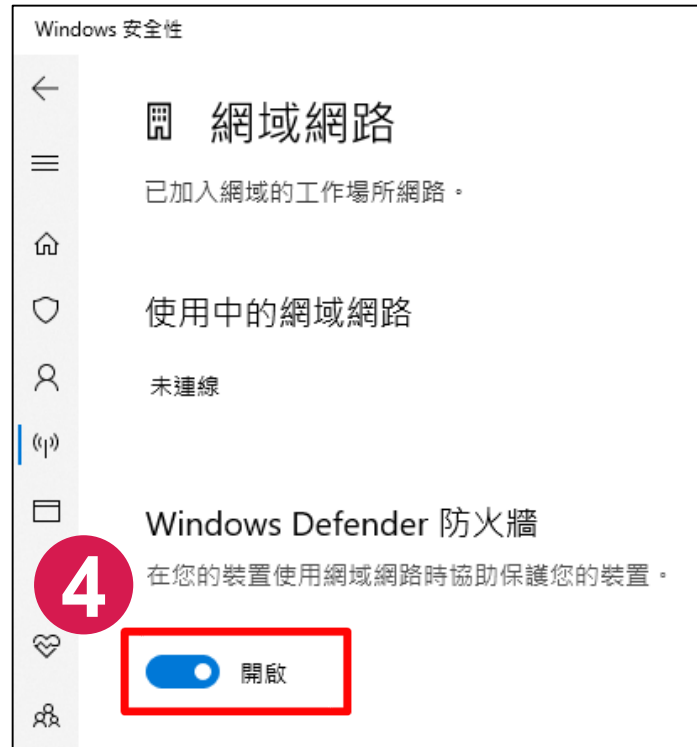 Windows 安全性
網域網路
已加入網域的工作場所網路。
使用中的網域網路
未連線
Windows Defender 防火牆
在您的裝置使用網域網路時協助保護您的裝置。
4
開啟